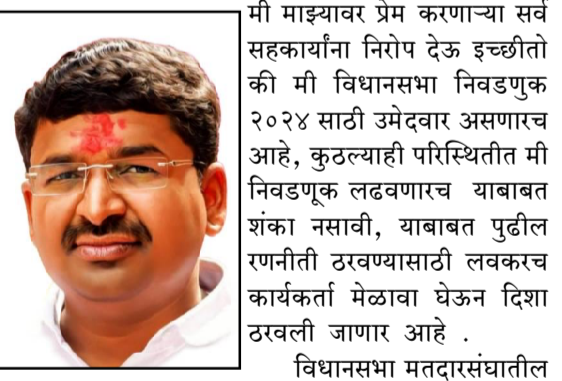 मी माझ्यावर प्रेम करणाऱ्या सर्व
सहकार्यांना निरोप देऊ इच्छीतो
की मी विधानसभा निवडणुक
२०२४ साठी उमेदवार असणारच
आहे, कुठल्याही परिस्थितीत मी
निवडणूक लढवणारच याबाबत
शंका नसावी, याबाबत पुढील
रणनीती ठरवण्यासाठी लवकरच
कार्यकर्ता मेळावा घेऊन दिशा
ठरवली जाणार आहे .
विधानसभा मतदारसंघातील